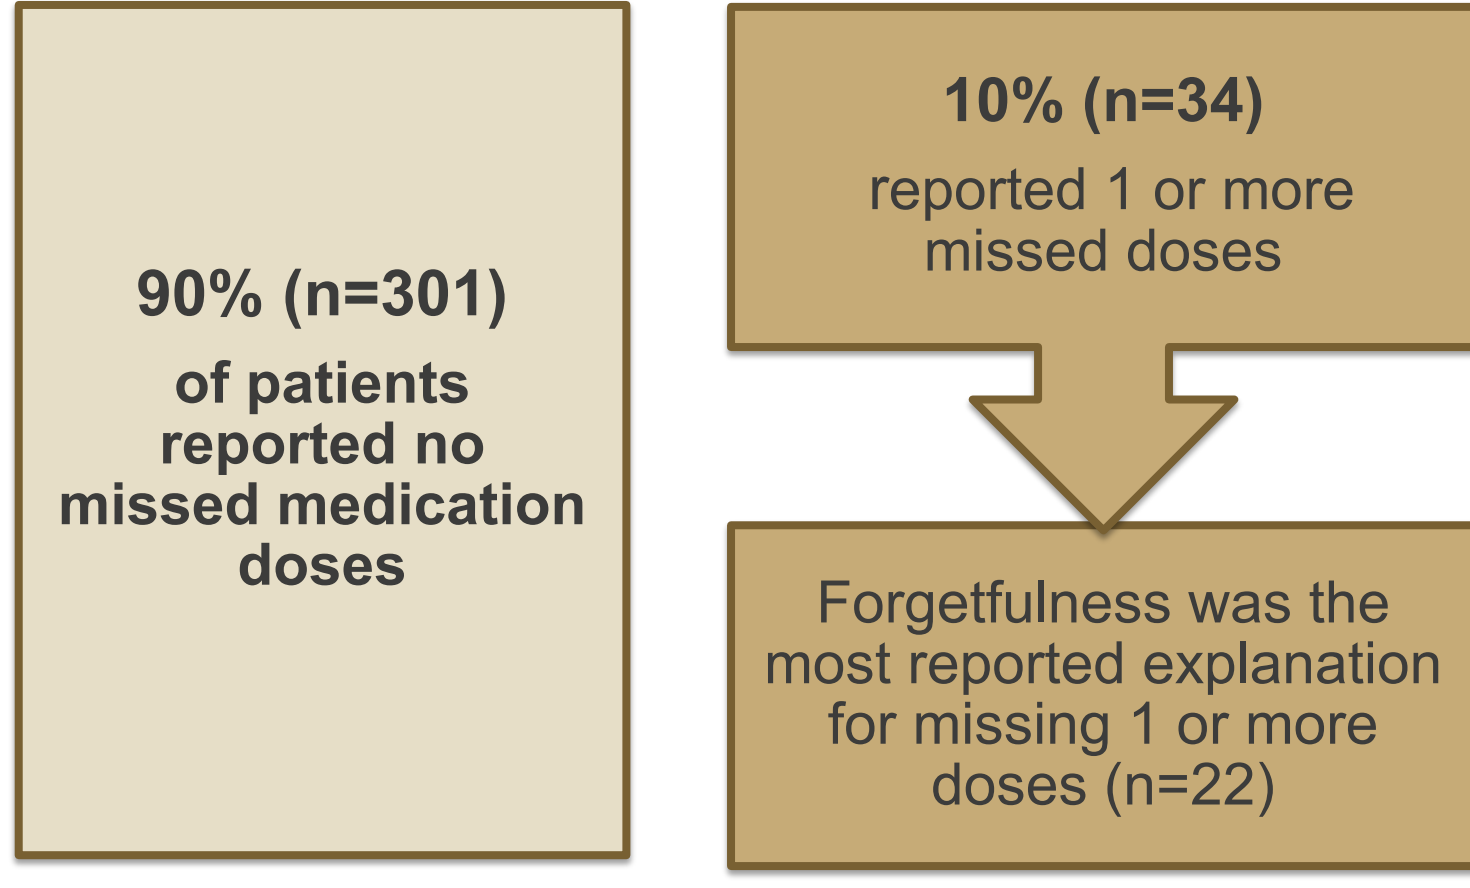 90% (n=301)
of patients
reported no
missed medication
doses
10% (n=34)
reported 1 or more
missed doses
Forgetfulness was the
most reported explanation
for missing 1 or more
doses (n=22)